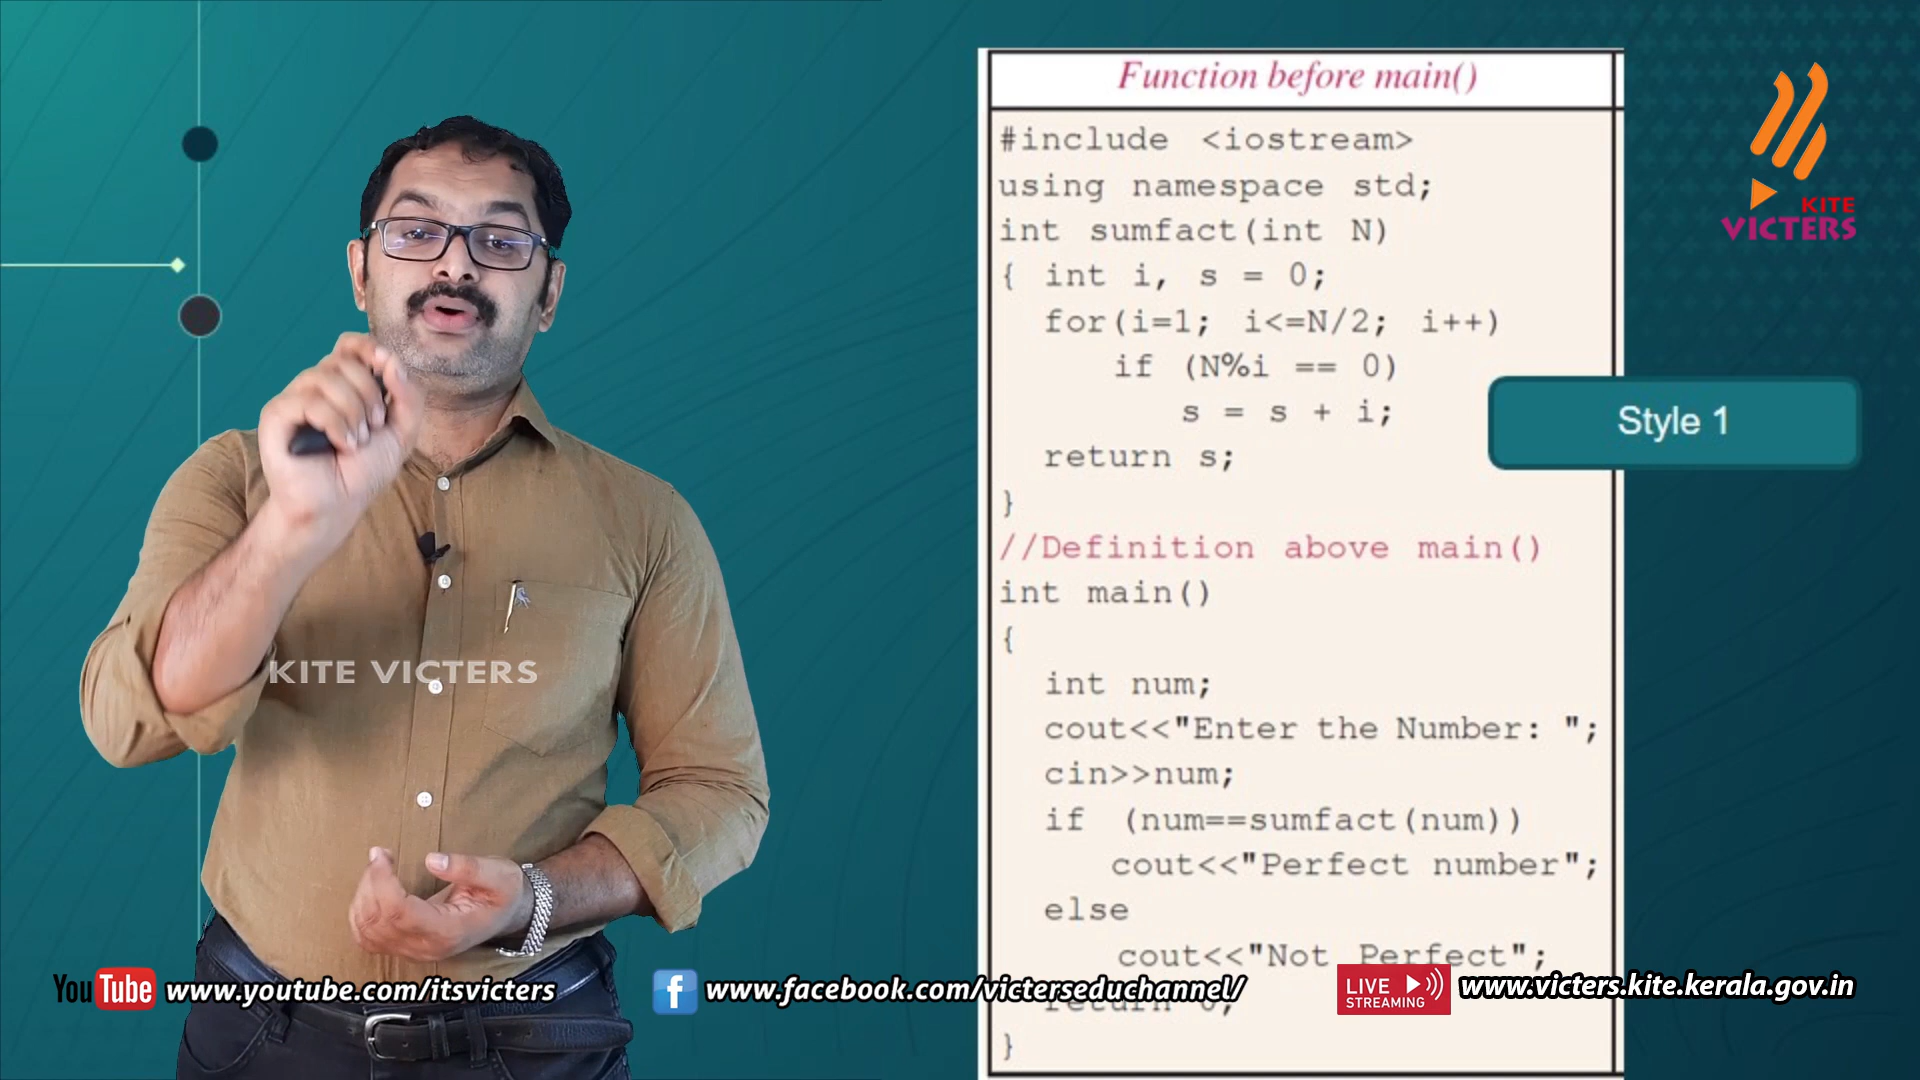 Function before main()
#include <iostream>
using namespace std;
int sumfact(int N)
{ int i, s = 0;
for(i=1; i<=N/2; i++)
if (N%i == 0)
s = s + i;
return s;
}
//Definition above main()
int main()
{
int num;
cout<<"Enter the Number: ";
cin>>num;
if (num==sumfact(num))
cout<<"Perfect number";
else
cout<<"Not Perfect";
return 0;
}
Style 1
KITE
VICTERS
KITE VICTERS
YouTube www.youtube.com/itsvicters
f www.facebook.com/victerseduchannel/
LIVE
STREAMING
www.victers.kite.kerala.gov.in